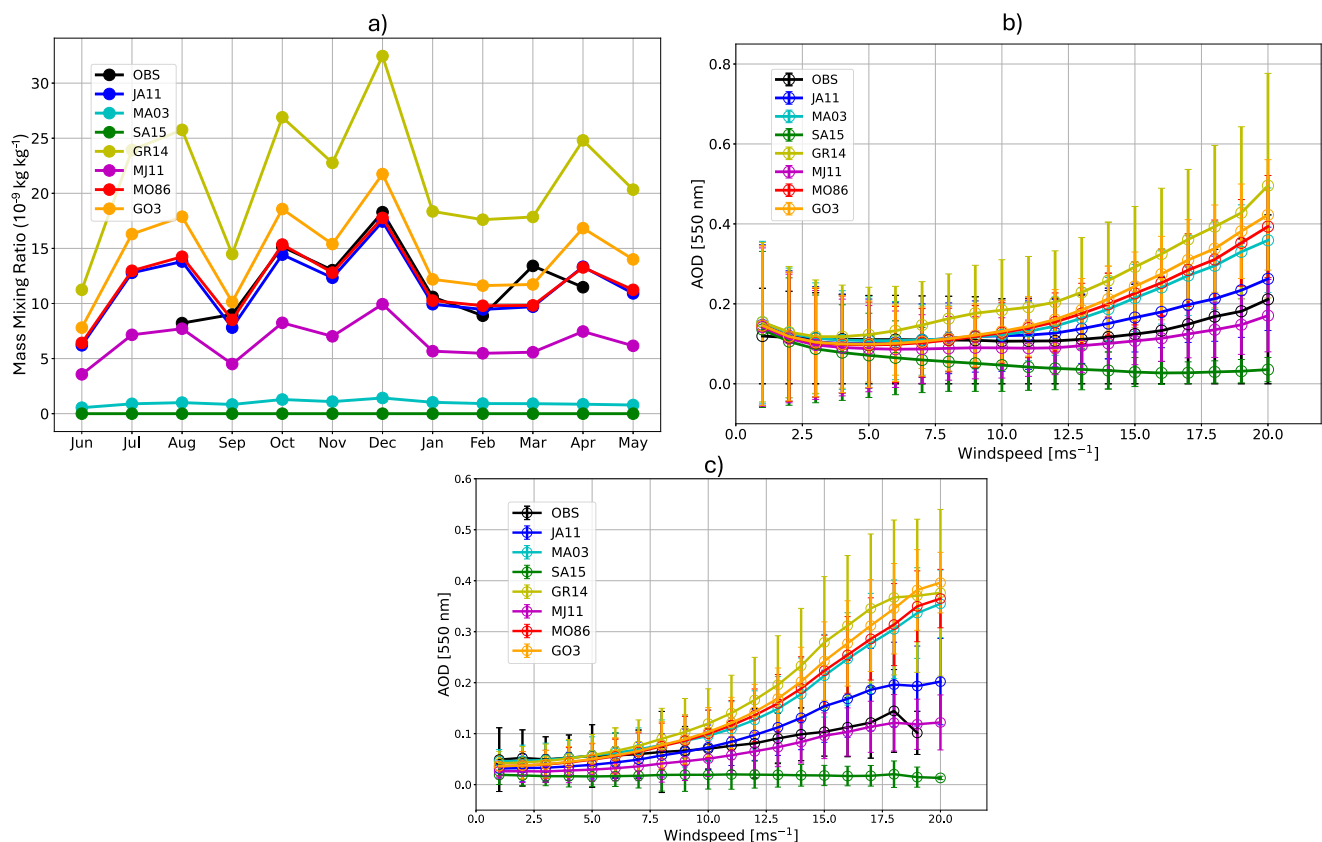 a)
Mass Mixing Ratio (10⁻⁹ kg kg⁻¹)
30
25
20
15
10
5
0
OBS
JA11
MA03
SA15
GR14
MJ11
MO86
GO3
Jun Jul Aug Sep Oct Nov Dec Jan Feb Mar Apr May
b)
AOD [550 nm]
0.8
0.6
0.4
0.2
0.0
OBS
JA11
MA03
SA15
GR14
MJ11
MO86
GO3
0.0 2.5 5.0 7.5 10.0 12.5 15.0 17.5 20.0
Windspeed [ms⁻¹]
c)
AOD [550 nm]
0.6
0.5
0.4
0.3
0.2
0.1
0.0
OBS
JA11
MA03
SA15
GR14
MJ11
MO86
GO3
0.0 2.5 5.0 7.5 10.0 12.5 15.0 17.5 20.0
Windspeed [ms⁻¹]